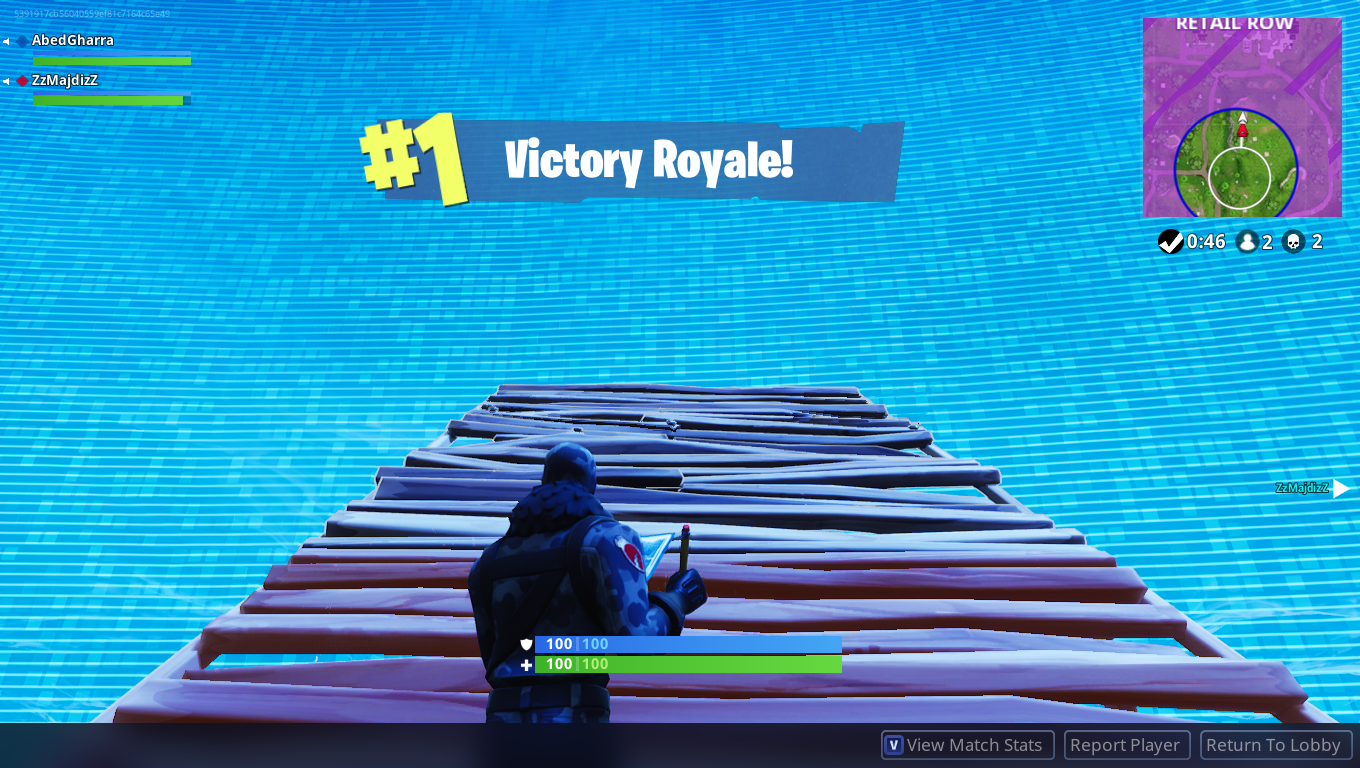 5391917cb56040559ef81c7164c65a49
AbedGharra
ZzMajdizZ
#1 Victory Royale!
RETAIL ROW
0:46 2 2
ZzMajdizZ
100|100
100|100
V View Match Stats Report Player Return To Lobby